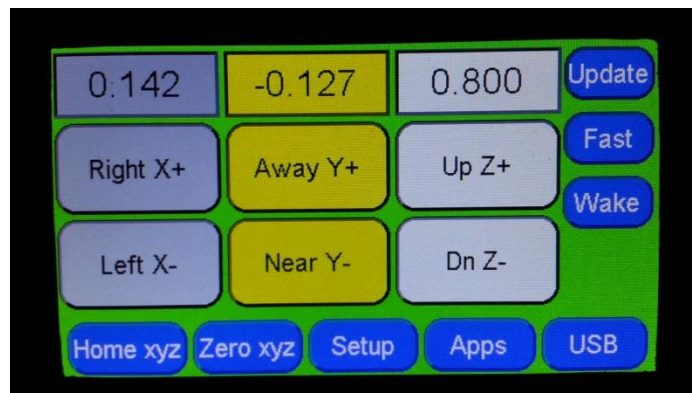 0.142 -0.127 0.800 Update
Fast
Right X+ Away Y+ Up Z+
Wake
Left X- Near Y- Dn Z-
Home xyz Zero xyz Setup Apps USB